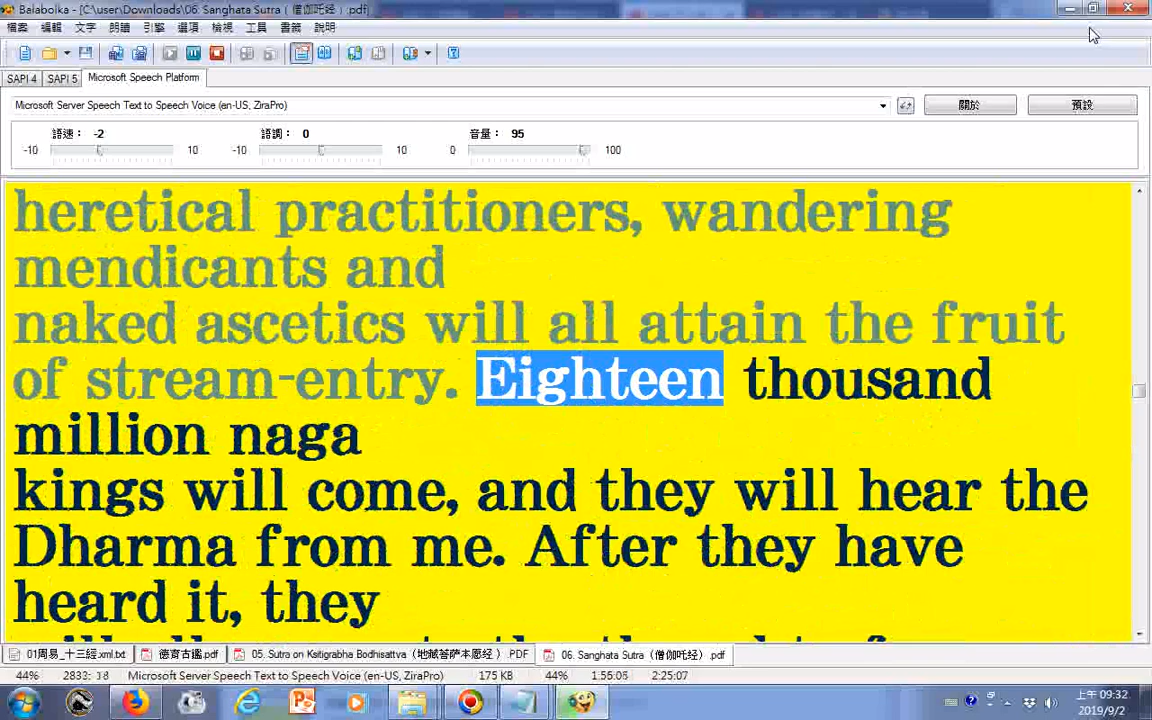 Balabolka - [C:\user\Downloads\06. Sanghata Sutra（僧伽吒经）.pdf]
檔案 編輯 文字 朗讀 引擎 選項 檢視 工具 書籤 說明
SAPI 4 SAPI 5 Microsoft Speech Platform
Microsoft Server Speech Text to Speech Voice (en-US, ZiraPro) 關於 預設
語速： -2 語調： 0 音量： 95
-10 10 -10 10 0 100
heretical practitioners, wandering
mendicants and
naked ascetics will all attain the fruit
of stream-entry. Eighteen thousand
million naga
kings will come, and they will hear the
Dharma from me. After they have
heard it, they
01周易_十三經.xml.txt 德育古鑑.pdf 05. Sutra on Ksitigrabha Bodhisattva（地藏菩萨本愿经）.PDF 06. Sanghata Sutra（僧伽吒经）.pdf
44% 2833: 18 Microsoft Server Speech Text to Speech Voice (en-US, ZiraPro) 175 KB 44% 1:55:05 2:25:07
上午 09:32
2019/9/2